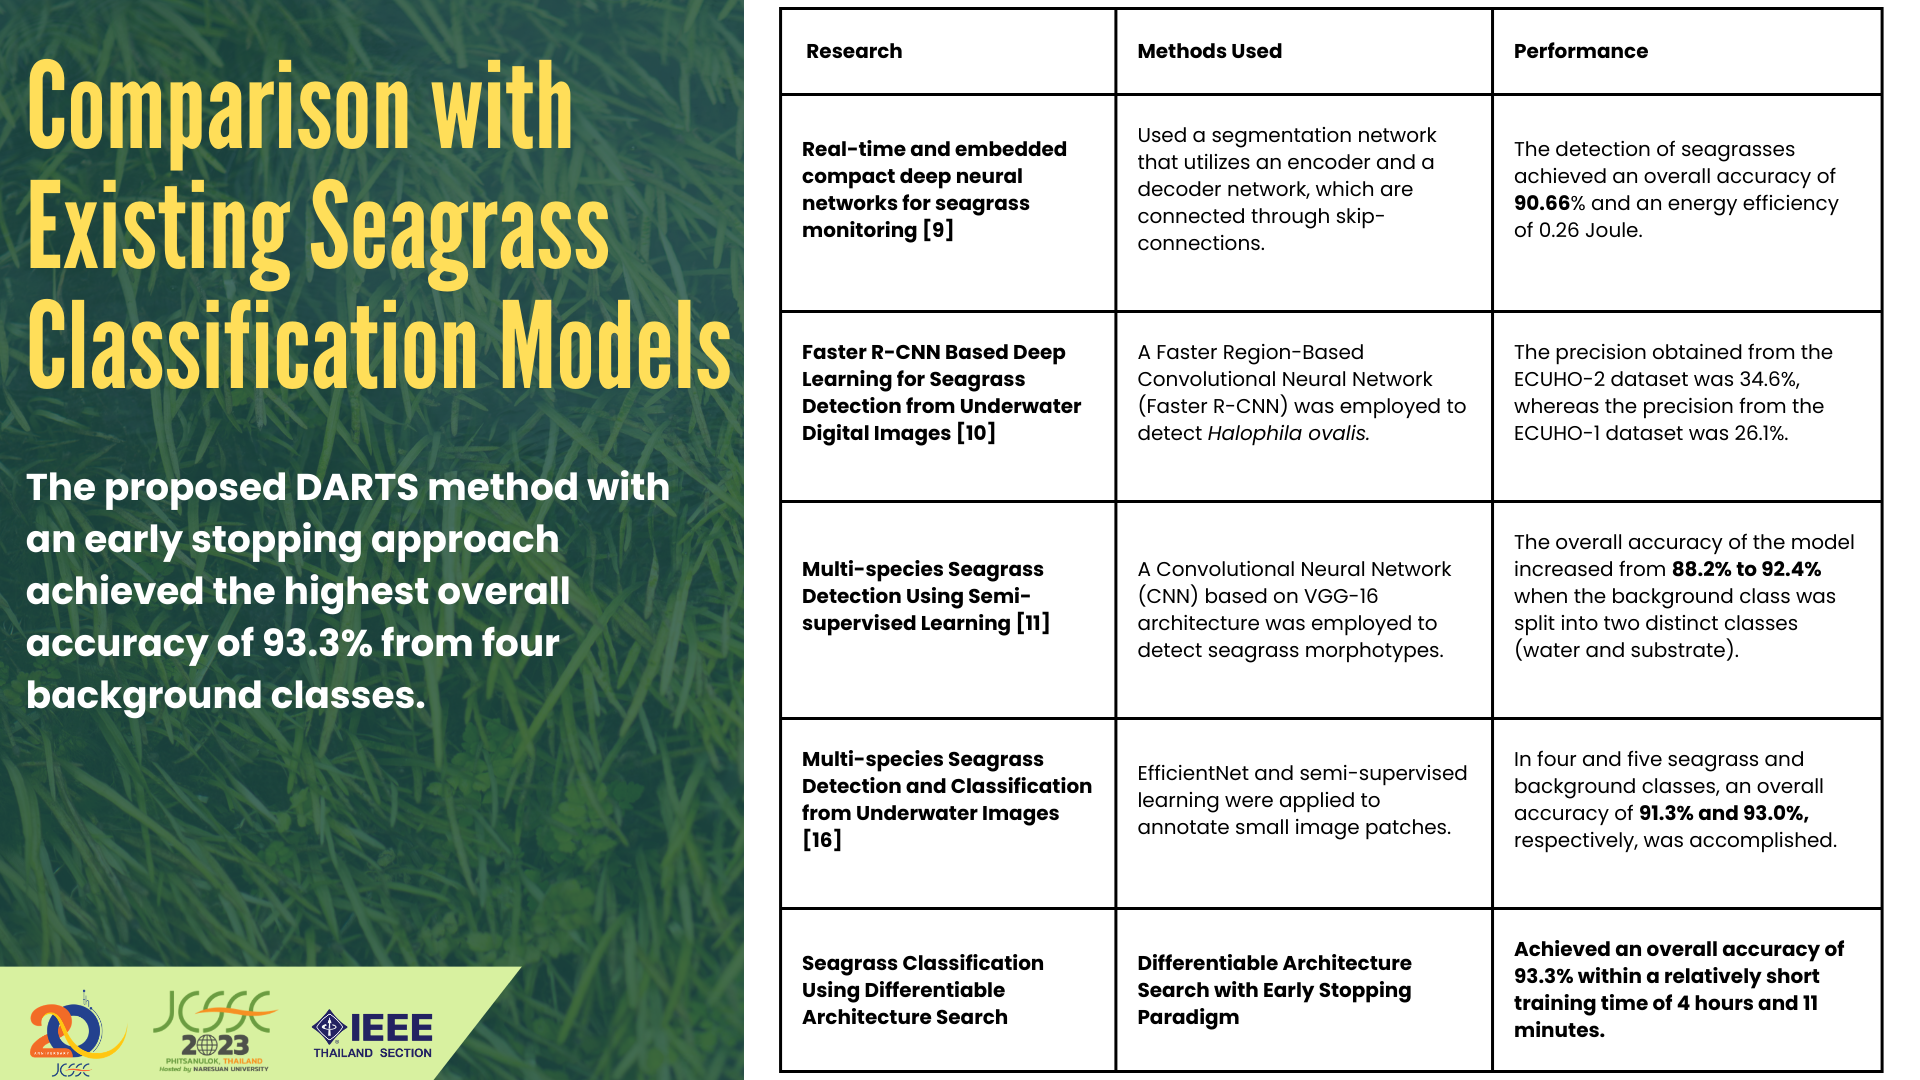 Comparison with
Existing Seagrass
Classification Models
The proposed DARTS method with
an early stopping approach
achieved the highest overall
accuracy of 93.3% from four
background classes.
Research
Methods Used
Performance
Real-time and embedded
compact deep neural
networks for seagrass
monitoring [9]
Used a segmentation network
that utilizes an encoder and a
decoder network, which are
connected through skip-
connections.
The detection of seagrasses
achieved an overall accuracy of
90.66% and an energy efficiency
of 0.26 Joule.
Faster R-CNN Based Deep
Learning for Seagrass
Detection from Underwater
Digital Images [10]
A Faster Region-Based
Convolutional Neural Network
(Faster R-CNN) was employed to
detect Halophila ovalis.
The precision obtained from the
ECUHO-2 dataset was 34.6%,
whereas the precision from the
ECUHO-1 dataset was 26.1%.
Multi-species Seagrass
Detection Using Semi-
supervised Learning [11]
A Convolutional Neural Network
(CNN) based on VGG-16
architecture was employed to
detect seagrass morphotypes.
The overall accuracy of the model
increased from 88.2% to 92.4%
when the background class was
split into two distinct classes
(water and substrate).
Multi-species Seagrass
Detection and Classification
from Underwater Images
[16]
EfficientNet and semi-supervised
learning were applied to
annotate small image patches.
In four and five seagrass and
background classes, an overall
accuracy of 91.3% and 93.0%,
respectively, was accomplished.
Seagrass Classification
Using Differentiable
Architecture Search
Differentiable Architecture
Search with Early Stopping
Paradigm
Achieved an overall accuracy of
93.3% within a relatively short
training time of 4 hours and 11
minutes.
20
JCSSE
JCSSE
2023
PHITSANULOK, THAILAND
Hosted by NARESUAN UNIVERSITY
IEEE
THAILAND SECTION